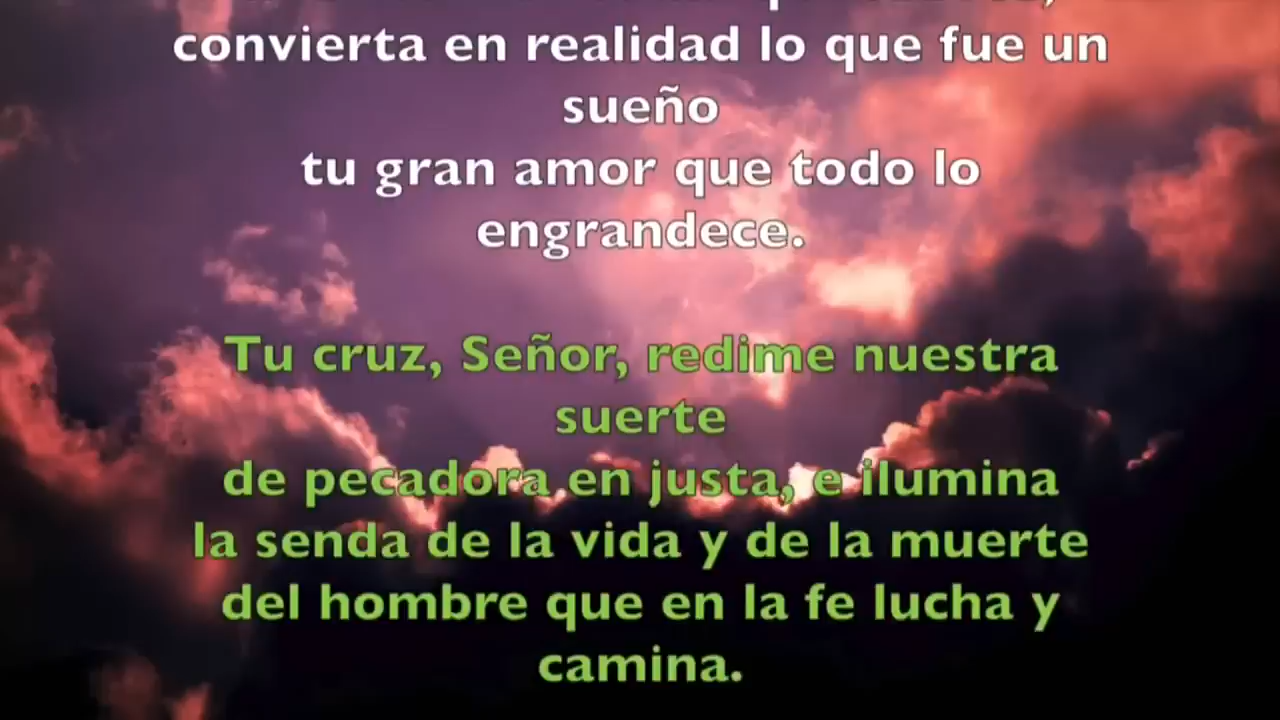 convierta en realidad lo que fue un
sueño
tu gran amor que todo lo
engrandece.
Tu cruz, Señor, redime nuestra
suerte
de pecadora en justa, e ilumina
la senda de la vida y de la muerte
del hombre que en la fe lucha y
camina.